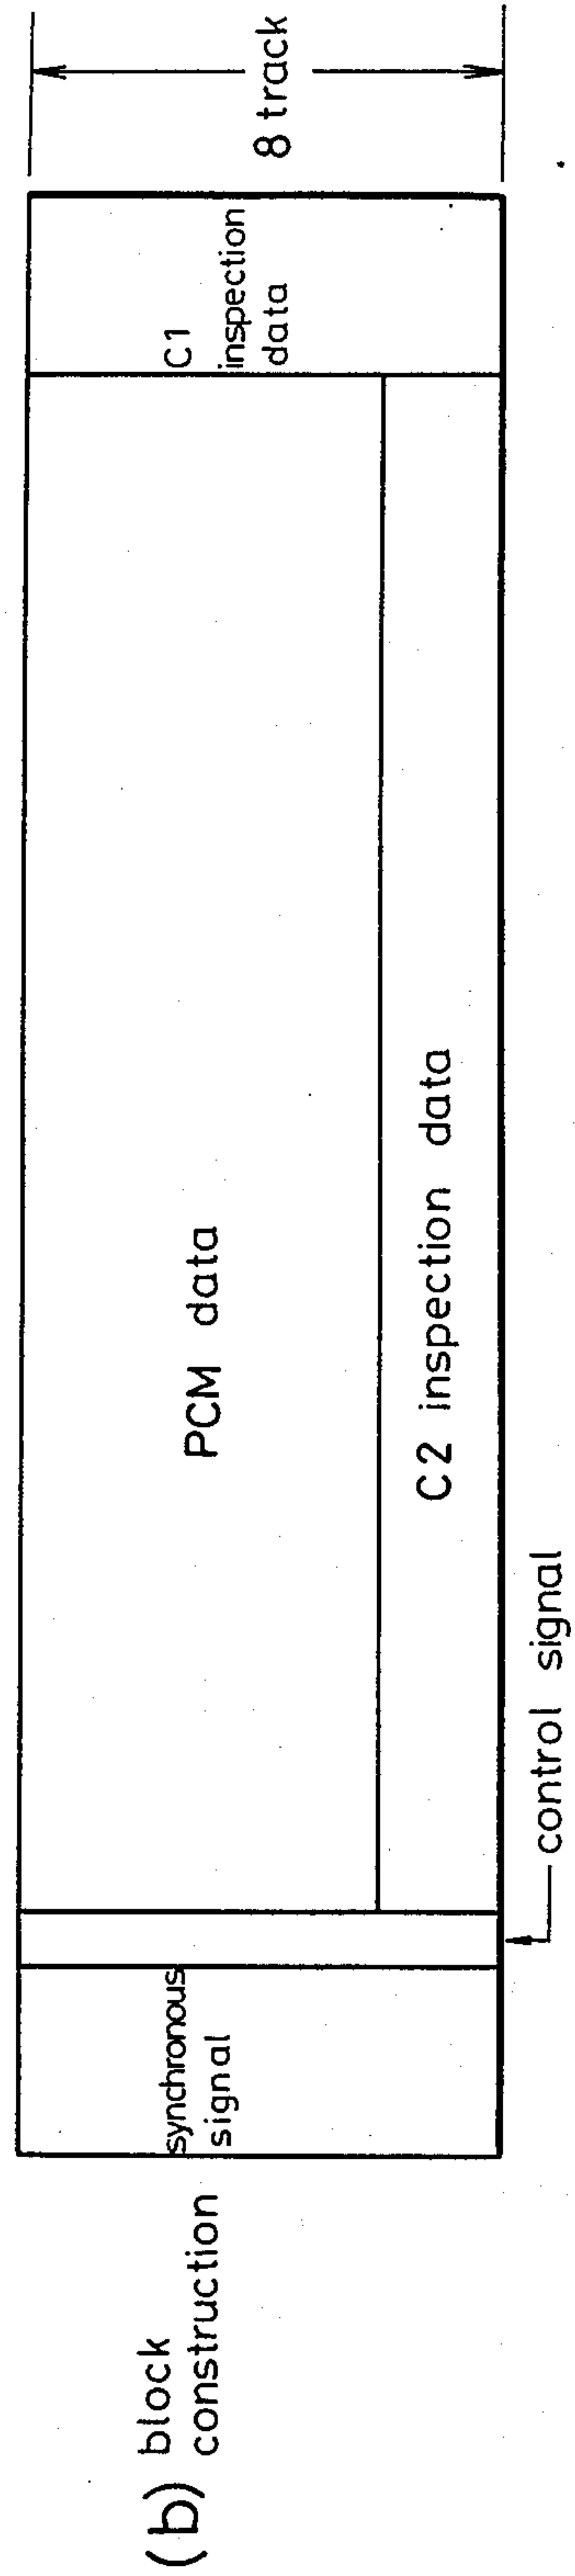 (b) block
construction
synchronous
signal
control signal
PCM data
C2 inspection data
C1
inspection
data
8 track